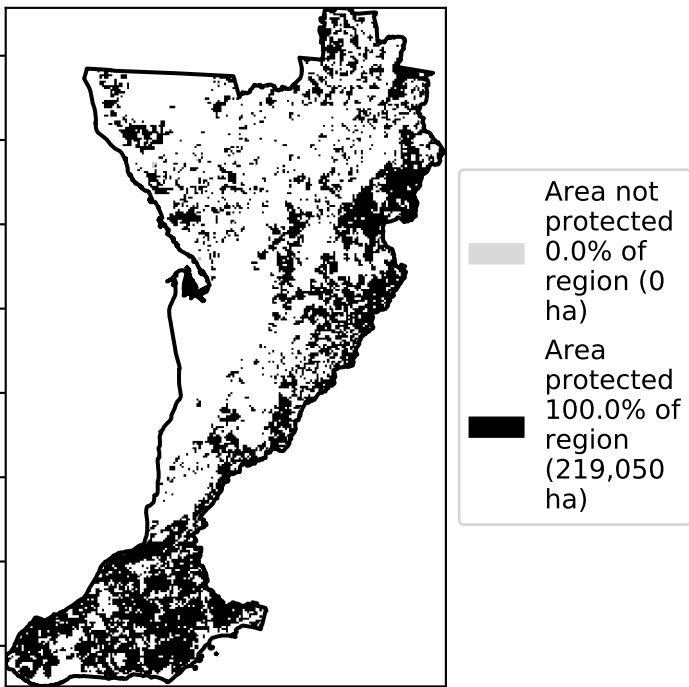 Area not
protected
0.0% of
region (0
ha)
Area
protected
100.0% of
region
(219,050
ha)